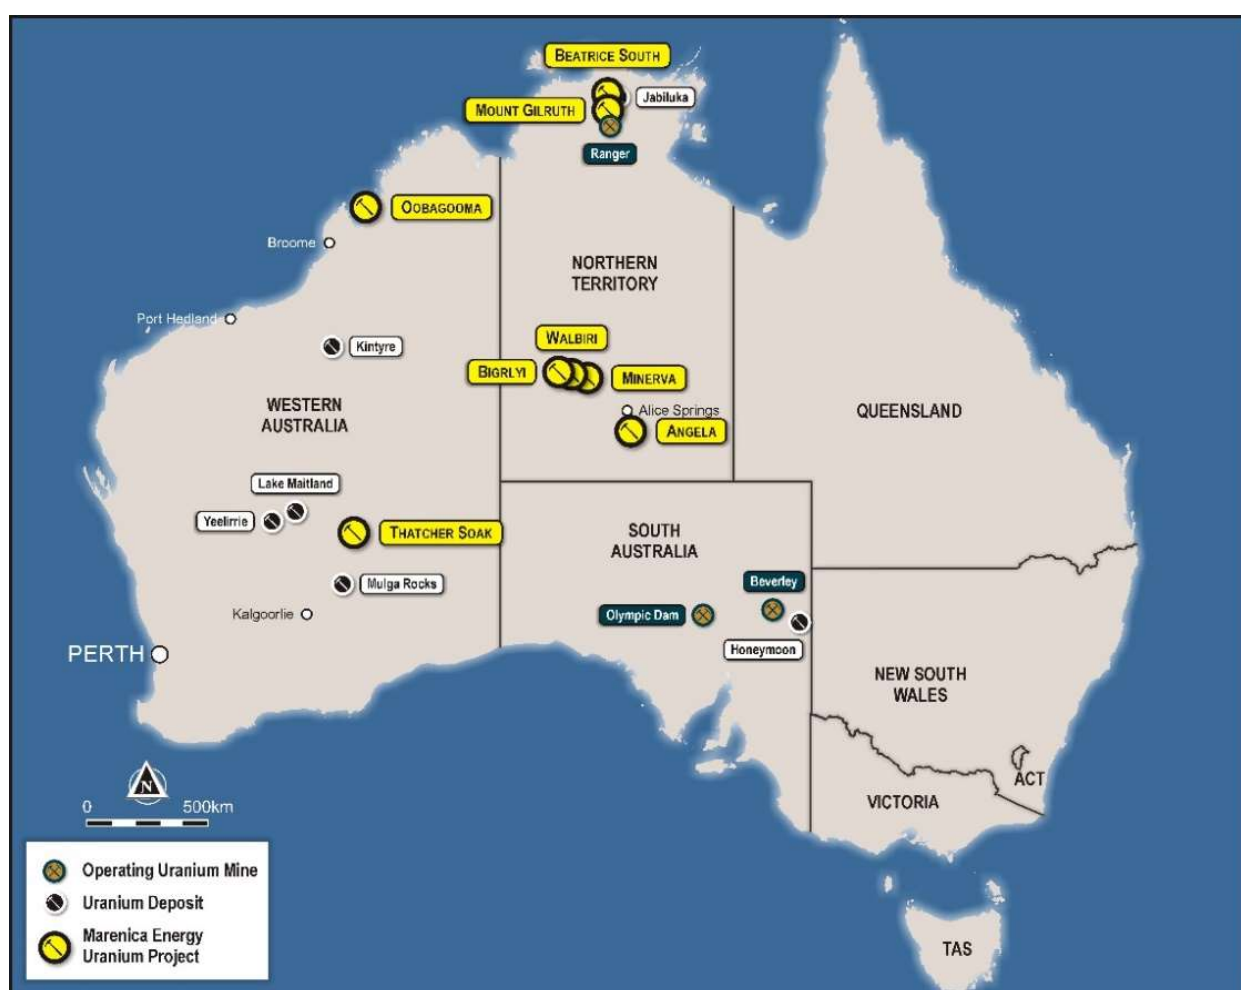 BEATRICE SOUTH
Jabiluka
MOUNT GILRUTH
Ranger
OOBAGOOMA
Broome
NORTHERN
TERRITORY
Port Hedland
Kintyre
WALBIRI
BIGRLYI
MINERVA
WESTERN
AUSTRALIA
Alice Springs
QUEENSLAND
ANGELA
Lake Maitland
Yeelirrie
THATCHER SOAK
SOUTH
AUSTRALIA
Mulga Rocks
Beverley
Kalgoorlie
Olympic Dam
Honeymoon
PERTH
NEW SOUTH
WALES
N
ACT
0 500km
VICTORIA
Operating Uranium Mine
Uranium Deposit
Marenica Energy
Uranium Project
TAS